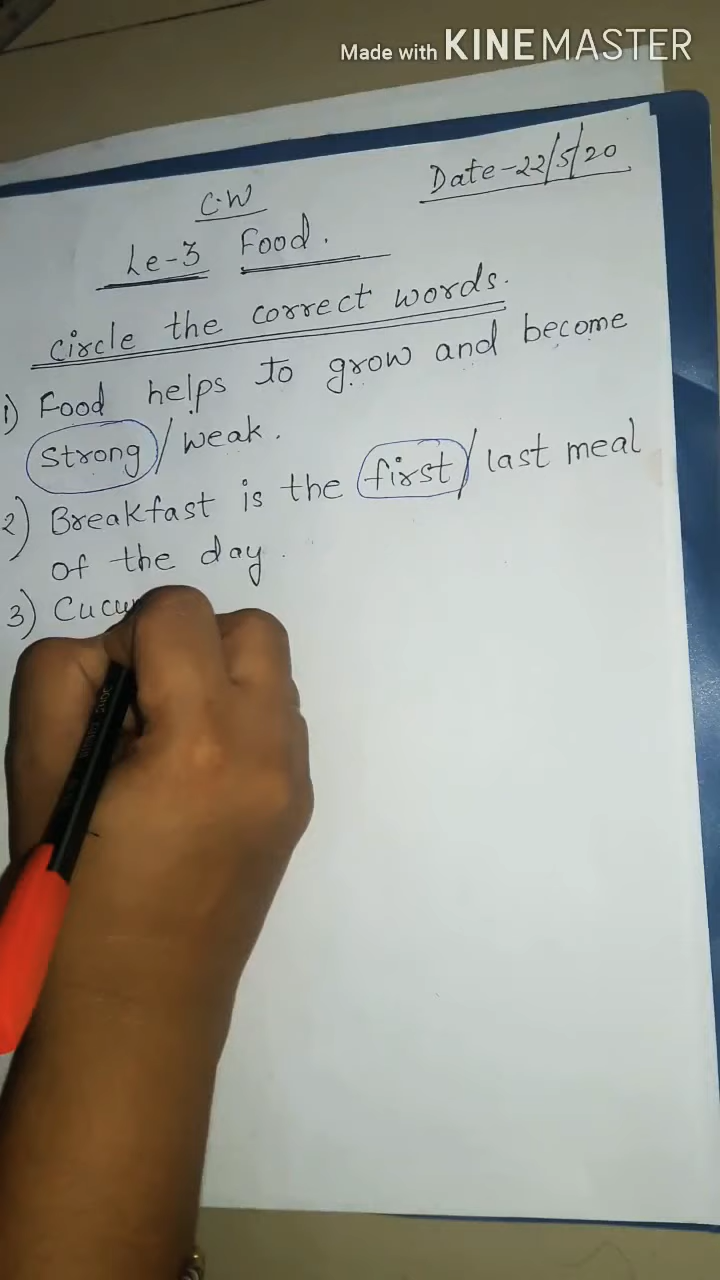 Made with KINEMASTER
Date-22/5/20
C.W
Le-3 Food.
circle the correct words.
1) Food helps to grow and become
Strong/weak.
2) Breakfast is the first/last meal
of the day.
3) Cucu